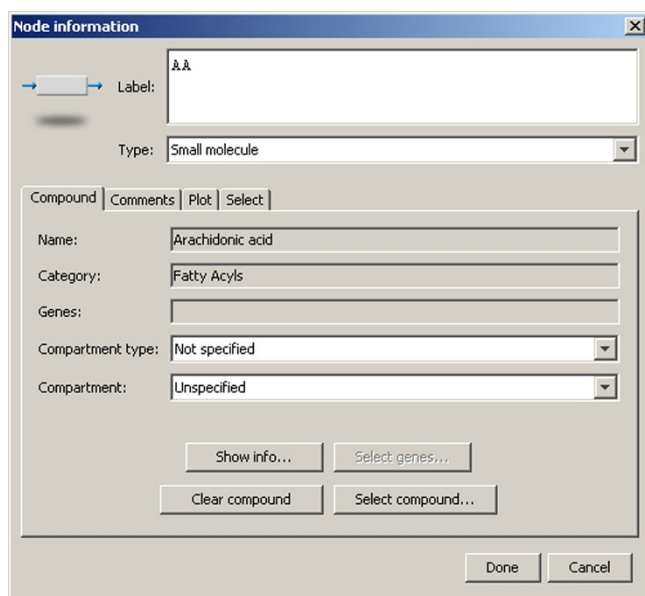 Node information
AA
Label:
Type: Small molecule
Compound Comments Plot Select
Name: Arachidonic acid
Category: Fatty Acyls
Genes:
Compartment type: Not specified
Compartment: Unspecified
Show info... Select genes...
Clear compound Select compound...
Done Cancel